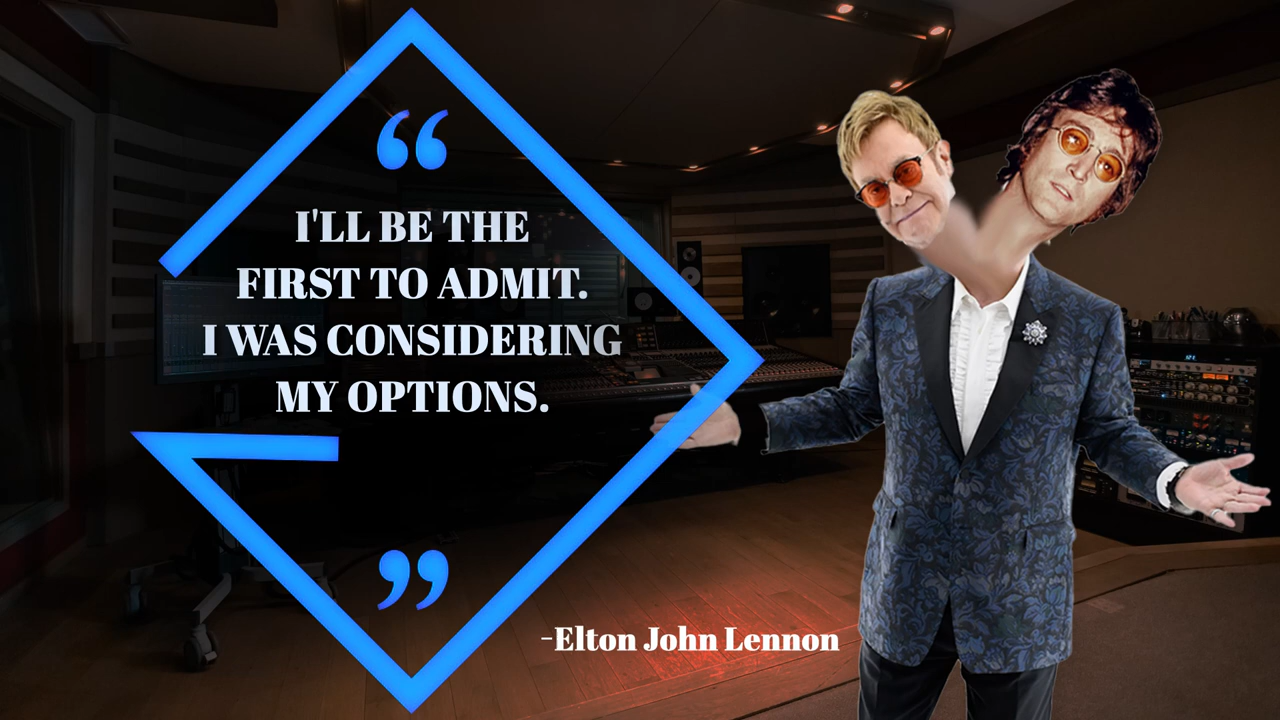 “
I'LL BE THE
FIRST TO ADMIT.
I WAS CONSIDERING
MY OPTIONS.
”
-Elton John Lennon